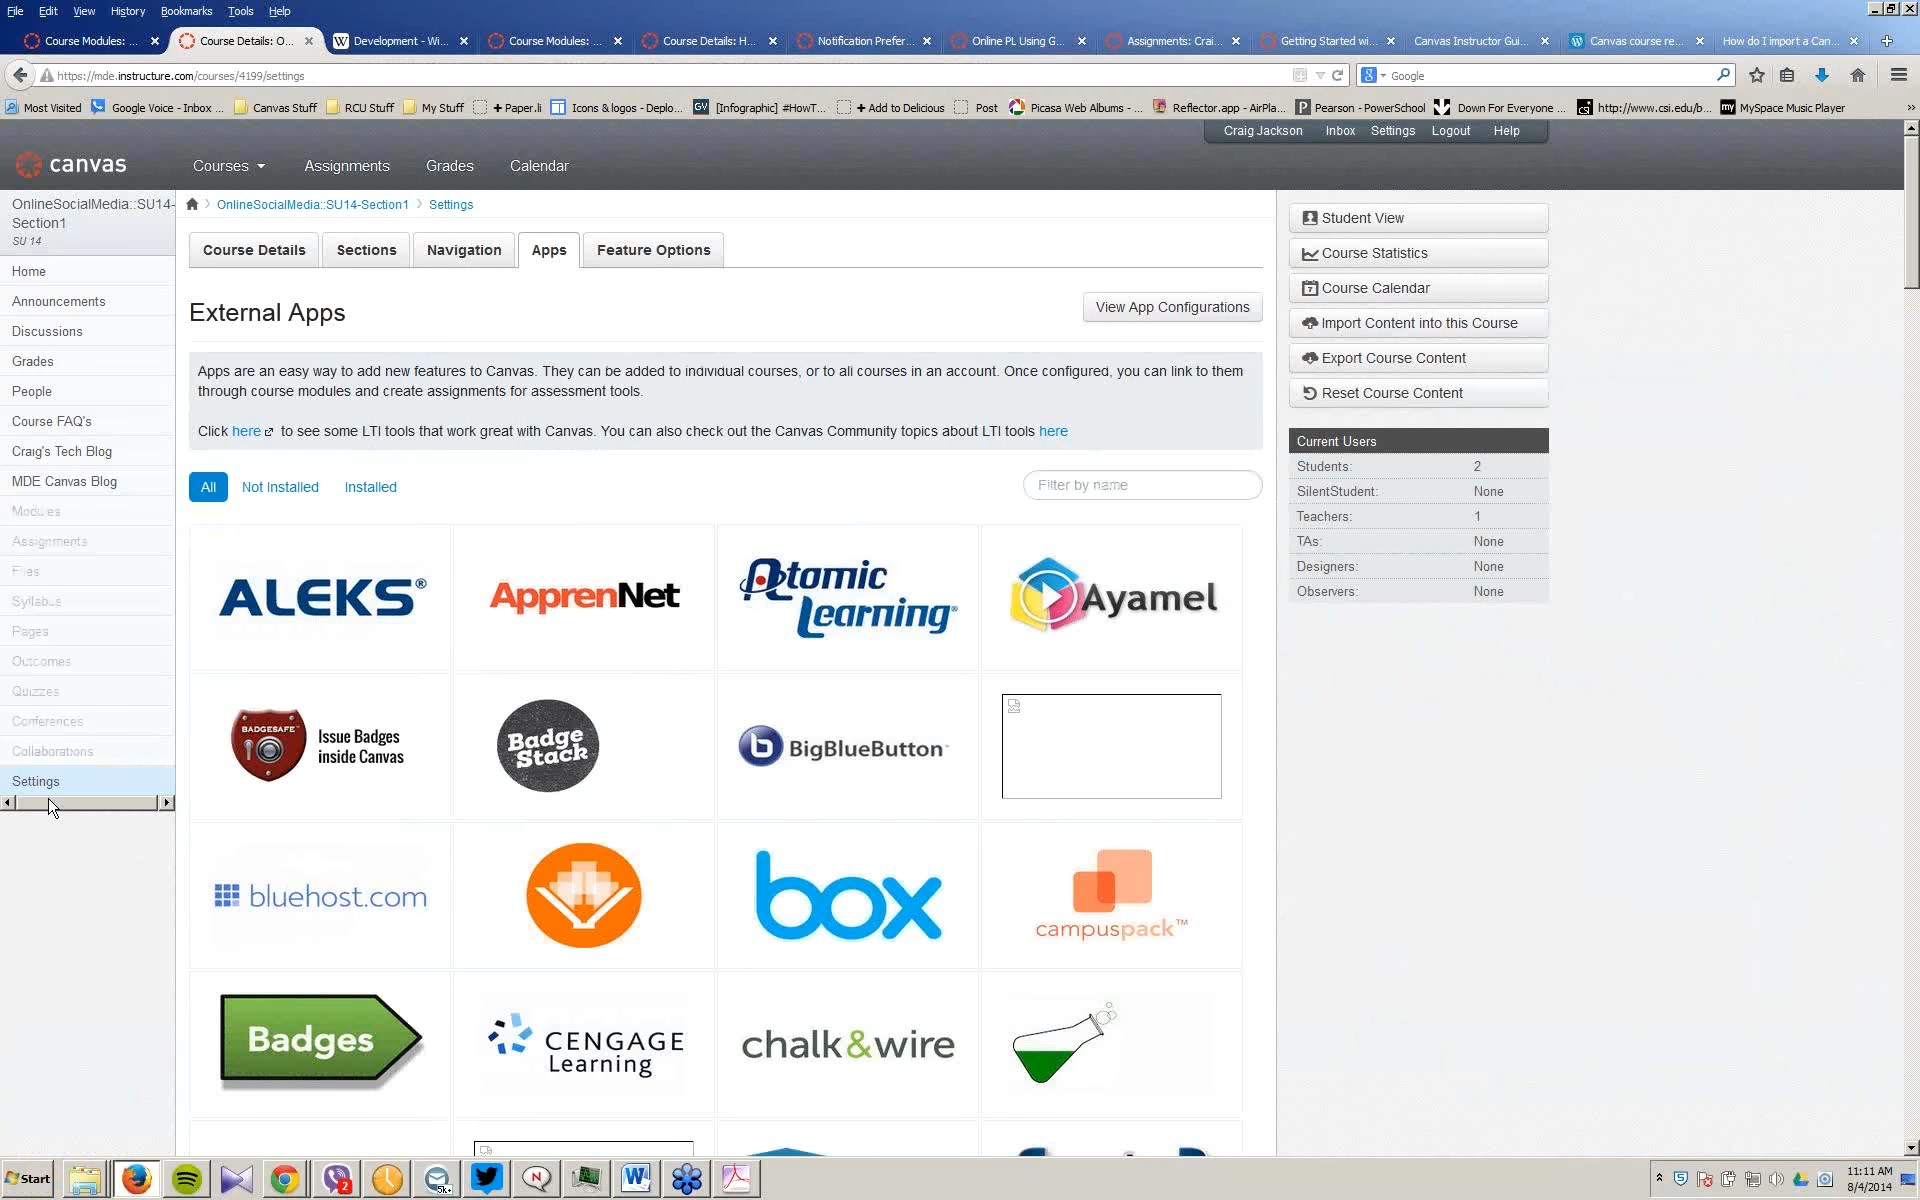 File Edit View History Bookmarks Tools Help
Course Modules: ... Course Details: O... Development - Wi... Course Modules: ... Course Details: H... Notification Prefer... Online PL Using G... Assignments: Crai... Getting Started wi... Canvas Instructor Gui... Canvas course re... How do I import a Can...
https://mde.instructure.com/courses/4199/settings
Google
Most Visited Google Voice - Inbox ... Canvas Stuff RCU Stuff My Stuff + Paper.li Icons & logos - Deplo... [Infographic] #HowT... + Add to Delicious Post Picasa Web Albums - ... Reflector.app - AirPla... Pearson - PowerSchool Down For Everyone ... http://www.csi.edu/b... MySpace Music Player
Craig Jackson Inbox Settings Logout Help
canvas
Courses Assignments Grades Calendar
OnlineSocialMedia::SU14-
Section1
SU 14
Home
Announcements
Discussions
Grades
People
Course FAQ's
Craig's Tech Blog
MDE Canvas Blog
Modules
Assignments
Files
Syllabus
Pages
Outcomes
Quizzes
Conferences
Collaborations
Settings
OnlineSocialMedia::SU14-Section1 Settings
Course Details Sections Navigation Apps Feature Options
External Apps
View App Configurations
Apps are an easy way to add new features to Canvas. They can be added to individual courses, or to all courses in an account. Once configured, you can link to them
through course modules and create assignments for assessment tools.
Click here to see some LTI tools that work great with Canvas. You can also check out the Canvas Community topics about LTI tools here
All Not Installed Installed
Filter by name
ALEKS®
ApprenNet
Atomic
Learning®
Ayamel
BADGESAFE
Issue Badges
inside Canvas
Badge
Stack
BigBlueButton
bluehost.com
box
campuspack™
Badges
CENGAGE
Learning
chalk&wire
Student View
Course Statistics
Course Calendar
Import Content into this Course
Export Course Content
Reset Course Content
Current Users
Students: 2
SilentStudent: None
Teachers: 1
TAs: None
Designers: None
Observers: None
Start
2
5k+
11:11 AM
8/4/2014